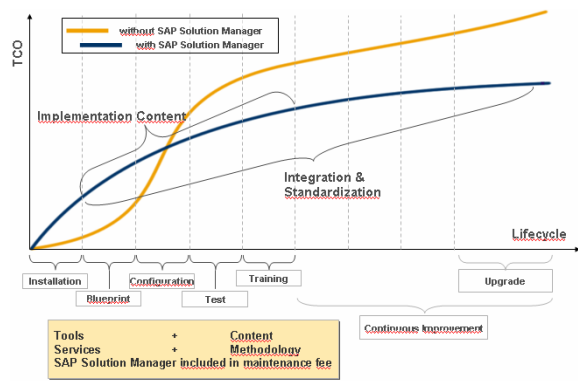 without SAP Solution Manager
with SAP Solution Manager
TCO
Implementation Content
Integration &
Standardization
Lifecycle
Installation
Blueprint
Configuration
Test
Training
Upgrade
Continuous Improvement
Tools + Content
Services + Methodology
SAP Solution Manager included in maintenance fee